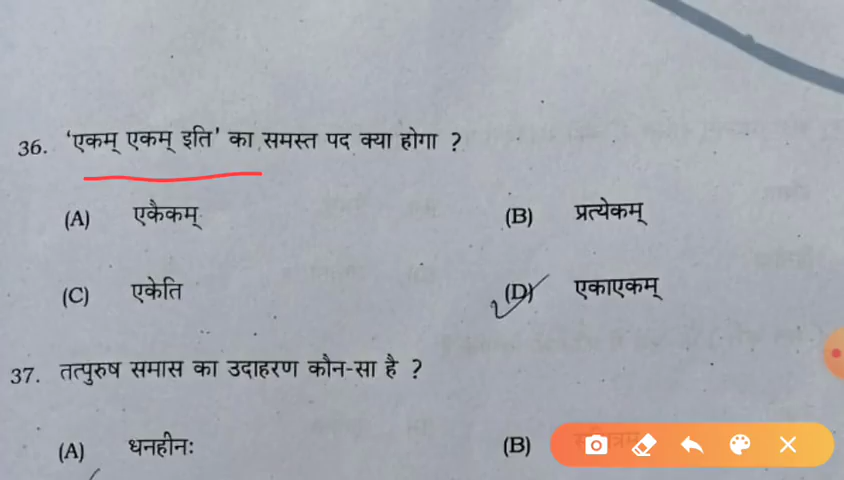 36. 'एकम् एकम् इति' का समस्त पद क्या होगा ?
(A) एकैकम् (B) प्रत्येकम्
(C) एकेति (D) एकाएकम्
37. तत्पुरुष समास का उदाहरण कौन-सा है ?
(A) धनहीनः (B)